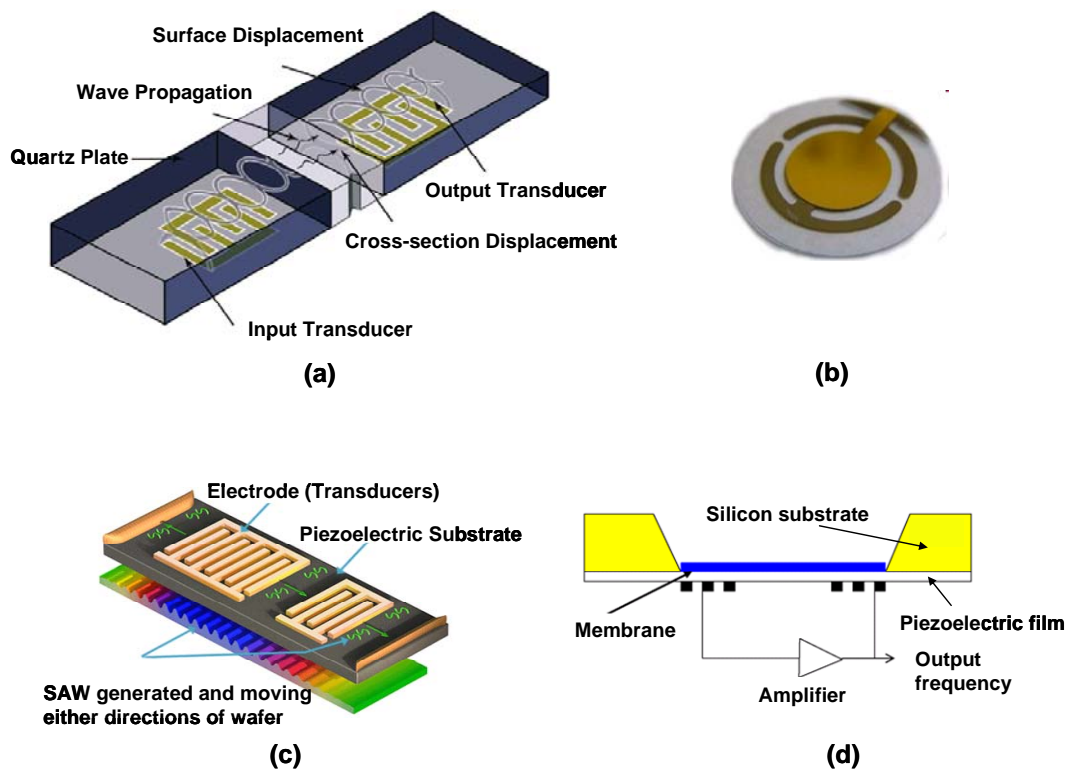 Surface Displacement
Wave Propagation
Quartz Plate
Output Transducer
Cross-section Displacement
Input Transducer
(a)
(b)
Electrode (Transducers)
Piezoelectric Substrate
SAW generated and moving
either directions of wafer
(c)
Silicon substrate
Membrane
Piezoelectric film
Amplifier
Output
frequency
(d)